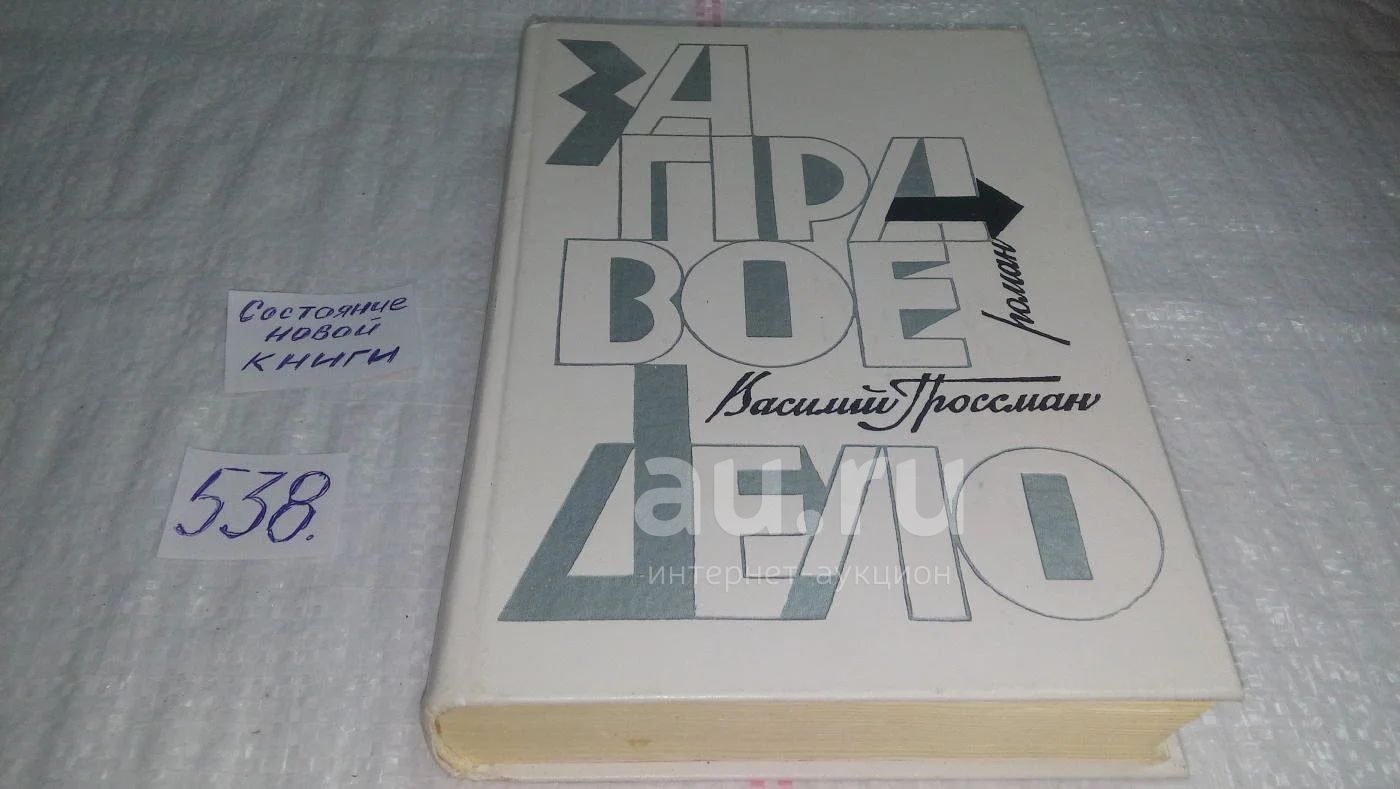 ЗА
ПРА
ВОЕ
роман
Василий Гроссман
ДЕЛО
Состояние
новой
книги
538.
au.ru
интернет-аукцион